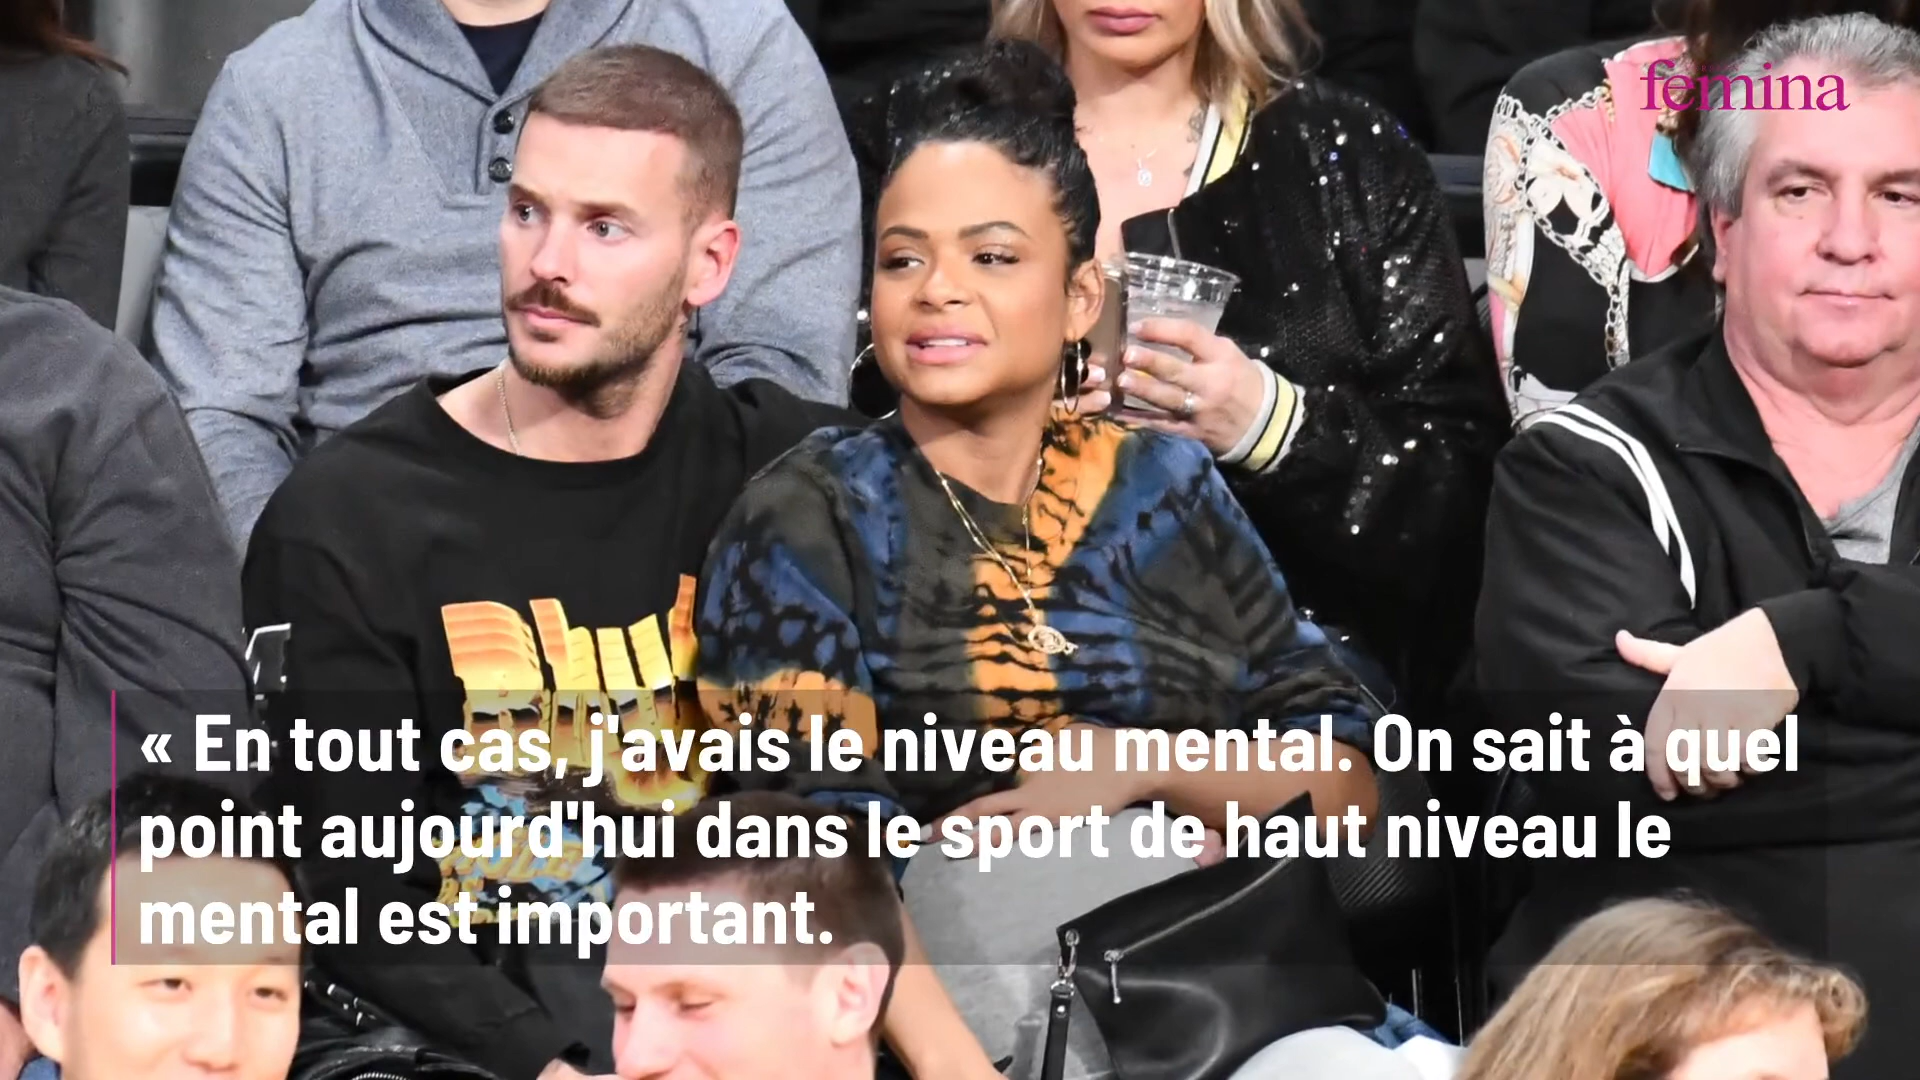 femina
« En tout cas, j'avais le niveau mental. On sait à quel
point aujourd'hui dans le sport de haut niveau le
mental est important.